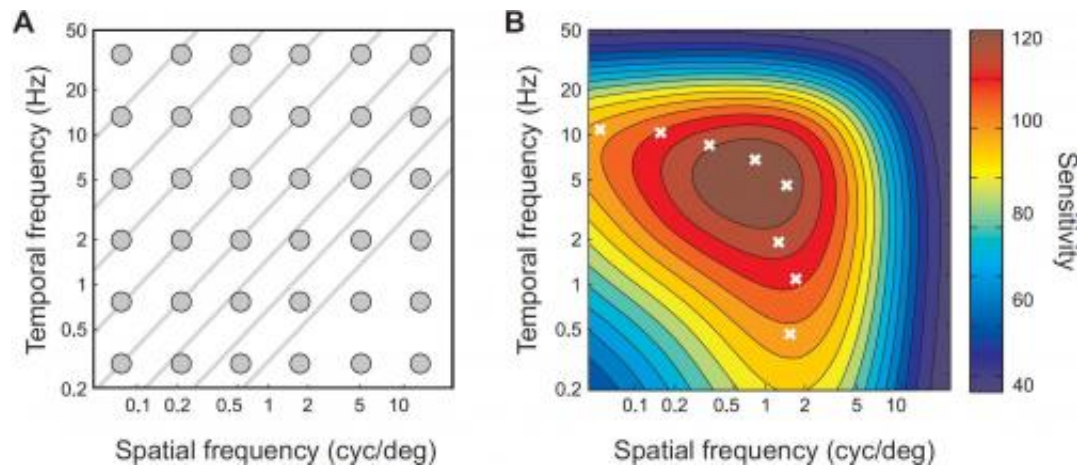 A
Temporal frequency (Hz)
50
20
10
5
2
1
0.5
0.2
0.1 0.2 0.5 1 2 5 10
Spatial frequency (cyc/deg)
B
Temporal frequency (Hz)
50
20
10
5
2
1
0.5
0.2
0.1 0.2 0.5 1 2 5 10
Spatial frequency (cyc/deg)
120
100
80
60
40
Sensitivity